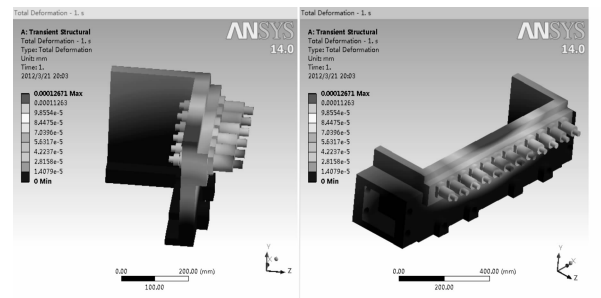 Total Deformation - 1. s
A: Transient Structural
Total Deformation - 1. s
Type: Total Deformation
Unit: mm
Time: 1.
2012/3/21 20:03
0.00012671 Max
0.00011263
9.8554e-5
8.4475e-5
7.0396e-5
5.6317e-5
4.2237e-5
2.8158e-5
1.4079e-5
0 Min
ANSYS
14.0
0.00
200.00 (mm)
100.00
Y
X
Z
Total Deformation - 1. s
A: Transient Structural
Total Deformation - 1. s
Type: Total Deformation
Unit: mm
Time: 1.
2012/3/21 20:03
0.00012671 Max
0.00011263
9.8554e-5
8.4475e-5
7.0396e-5
5.6317e-5
4.2237e-5
2.8158e-5
1.4079e-5
0 Min
ANSYS
14.0
0.00
400.00 (mm)
200.00
Y
X
Z